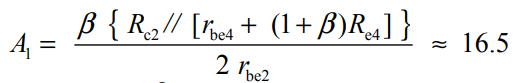 A₁ = β { R_c2 // [r_be4 + (1+β)R_e4] } / 2 r_be2 ≈ 16.5